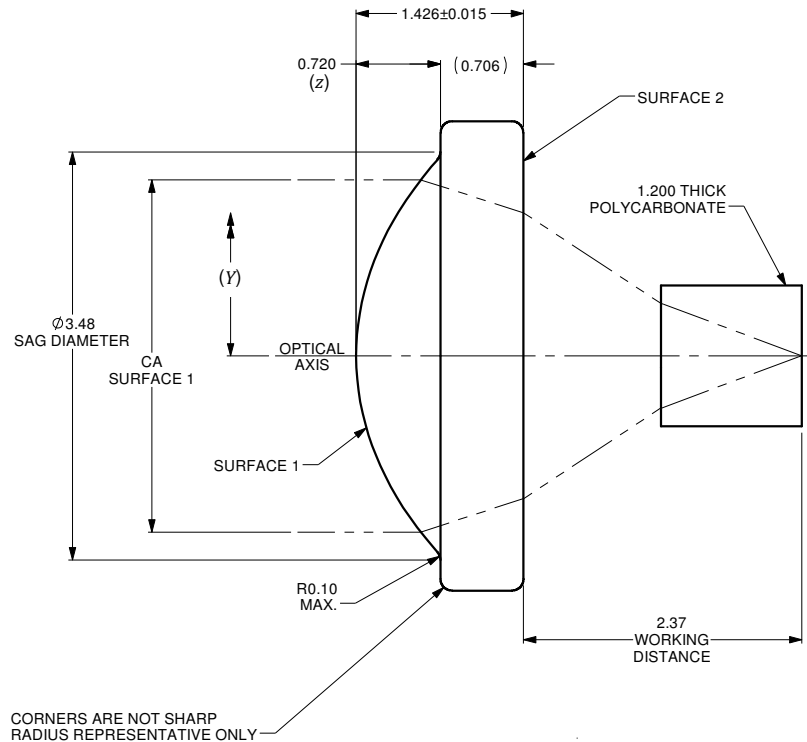 1.426±0.015
0.720
(z)
(0.706)
SURFACE 2
1.200 THICK
POLYCARBONATE
(Y)
∅3.48
SAG DIAMETER
CA
SURFACE 1
OPTICAL
AXIS
SURFACE 1
R0.10
MAX.
2.37
WORKING
DISTANCE
CORNERS ARE NOT SHARP
RADIUS REPRESENTATIVE ONLY